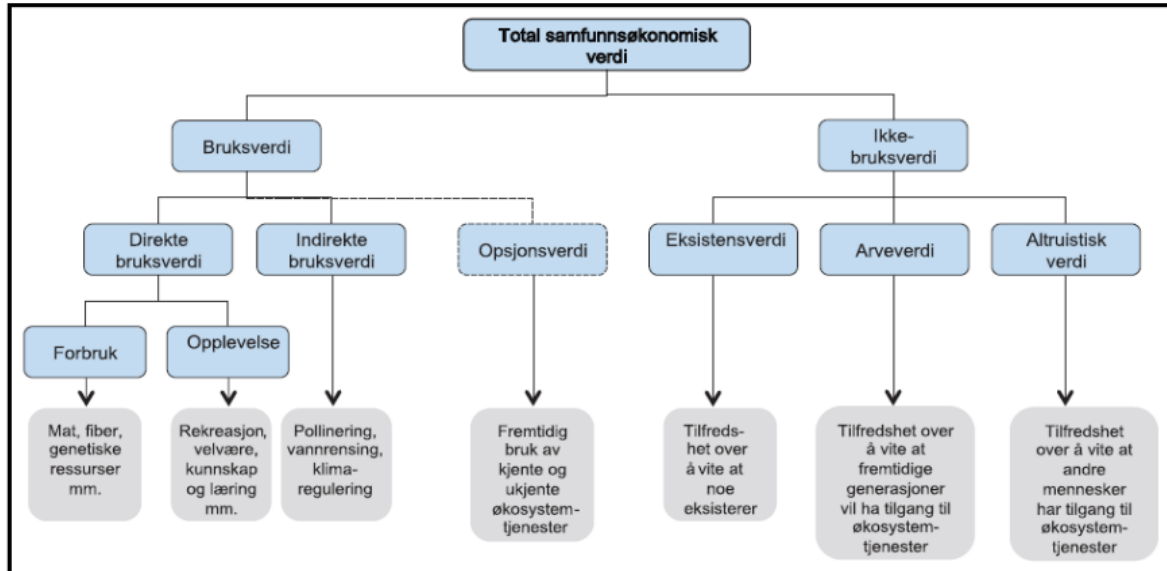 Total samfunnsøkonomisk
verdi
Bruksverdi
Ikke-
bruksverdi
Direkte
bruksverdi
Indirekte
bruksverdi
Opsjonsverdi
Eksistensverdi
Arveverdi
Altruistisk
verdi
Forbruk
Opplevelse
Mat, fiber,
genetiske
ressurser
mm.
Rekreasjon,
velvære,
kunnskap
og læring
mm.
Pollinering,
vannrensing,
klima-
regulering
Fremtidig
bruk av
kjente og
ukjente
økosystem-
tjenester
Tilfreds-
het over
å vite at
noe
eksisterer
Tilfredshet over
å vite at
fremtidige
generasjoner
vil ha tilgang til
økosystem-
tjenester
Tilfredshet
over å vite at
andre
mennesker
har tilgang til
økosystem-
tjenester